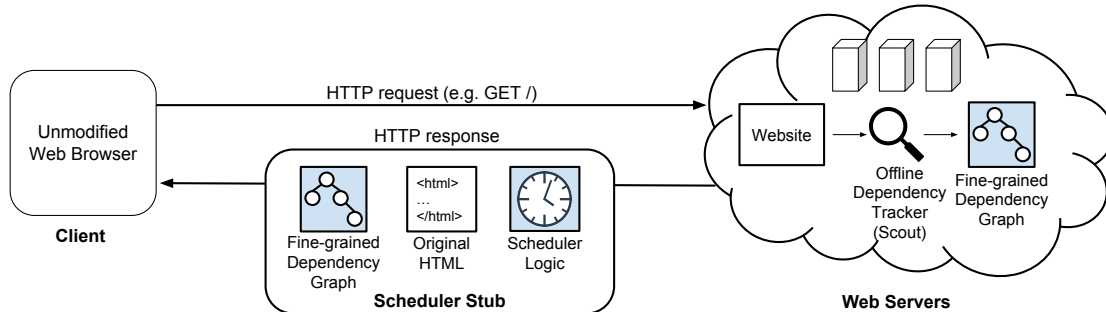 HTTP request (e.g. GET /)
Unmodified
Web Browser
Client
HTTP response
<html>
...
</html>
Fine-grained
Dependency
Graph
Original
HTML
Scheduler
Logic
Scheduler Stub
Website
Offline
Dependency
Tracker
(Scout)
Fine-grained
Dependency
Graph
Web Servers